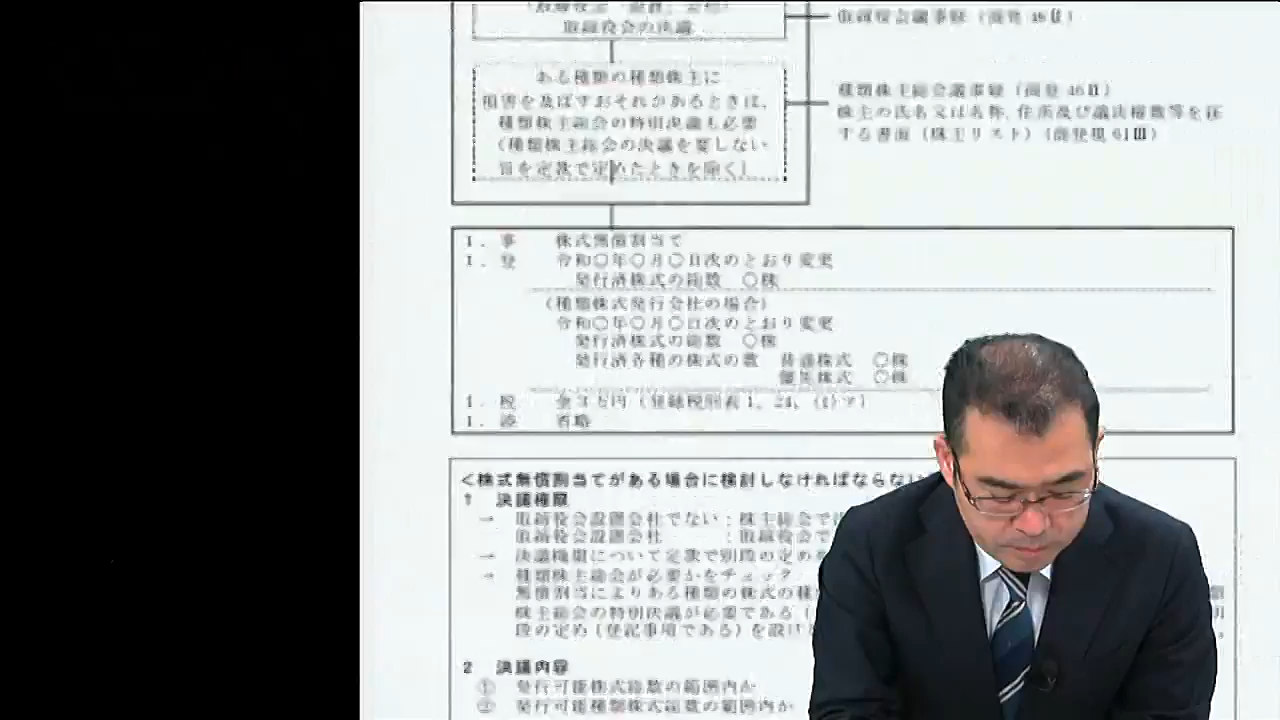 取締役会の決議
取締役会議事録（商登46Ⅱ）
ある種類の種類株主に
損害を及ぼすおそれがあるときは、
種類株主総会の特別決議も必要
（種類株主総会の決議を要しない
旨を定款で定めたときを除く）
種類株主総会議事録（商登46Ⅱ）
株主の氏名又は名称、住所及び議決権数等を証
する書面（株主リスト）（商登規61Ⅲ）
1．事　株式無償割当て
1．登　令和〇年〇月〇日次のとおり変更
発行済株式の総数　〇株
（種類株式発行会社の場合）
令和〇年〇月〇日次のとおり変更
発行済株式の総数　〇株
発行済各種の株式の数　普通株式　〇株
優先株式　〇株
1．税　金3万円（登録税別表1，24，(1)ツ）
1．添　省略
＜株式無償割当てがある場合に検討しなければならない
1　決議権限
→　取締役会設置会社でない：株主総会で
取締役会設置会社　：取締役会で
→　決議機関について定款で別段の定めを
→　種類株主総会が必要かをチェック
無償割当によりある種類の株式の種
株主総会の特別決議が必要である（
段の定め（登記事項である）を設け
2　決議内容
①　発行可能株式総数の範囲内か
②　発行可能種類株式総数の範囲内か